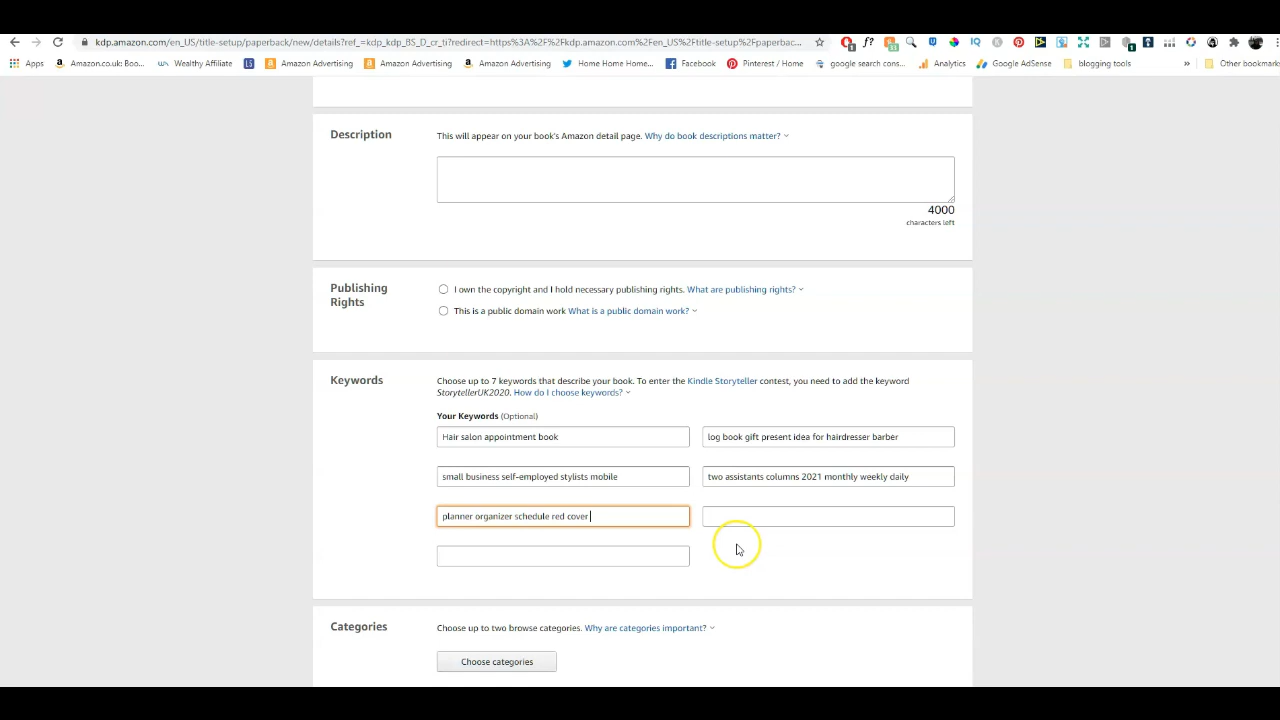 kdp.amazon.com/en_US/title-setup/paperback/new/details?ref_=kdp_kdp_BS_D_cr_ti?redirect=https%3A%2F%2Fkdp.amazon.com%2Fen_US%2Ftitle-setup%2Fpaperbac...
Apps Amazon.co.uk: Boo... Wealthy Affiliate Amazon Advertising Amazon Advertising Amazon Advertising Home Home Home... Facebook Pinterest / Home google search cons... Analytics Google AdSense blogging tools » Other bookmarks
Description
This will appear on your book's Amazon detail page. Why do book descriptions matter?
4000
characters left
Publishing Rights
I own the copyright and I hold necessary publishing rights. What are publishing rights?
This is a public domain work What is a public domain work?
Keywords
Choose up to 7 keywords that describe your book. To enter the Kindle Storyteller contest, you need to add the keyword
StorytellerUK2020. How do I choose keywords?
Your Keywords (Optional)
Hair salon appointment book
log book gift present idea for hairdresser barber
small business self-employed stylists mobile
two assistants columns 2021 monthly weekly daily
planner organizer schedule red cover
Categories
Choose up to two browse categories. Why are categories important?
Choose categories